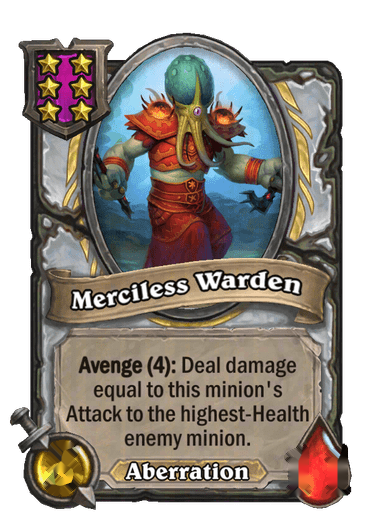 Merciless Warden
Avenge (4): Deal damage
equal to this minion's
Attack to the highest-Health
enemy minion.
Aberration